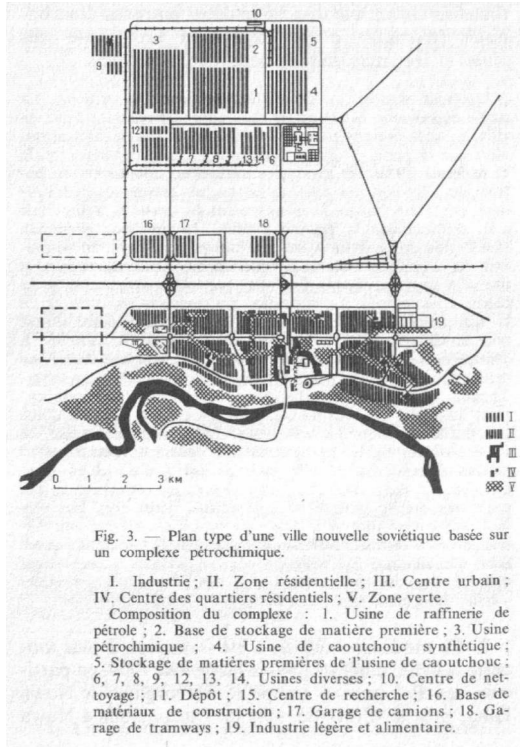 10
3
5
2
9
1
4
12
11
1 7 2 8 9 2 13 14 6
15
16
17
18
19
I
II
III
IV
V
0 1 2 3 км
Fig. 3. — Plan type d'une ville nouvelle soviétique basée sur
un complexe pétrochimique.
I. Industrie ; II. Zone résidentielle ; III. Centre urbain ;
IV. Centre des quartiers résidentiels ; V. Zone verte.
Composition du complexe : 1. Usine de raffinerie de
pétrole ; 2. Base de stockage de matière première ; 3. Usine
pétrochimique ; 4. Usine de caoutchouc synthétique ;
5. Stockage de matières premières de l'usine de caoutchouc ;
6, 7, 8, 9, 12, 13, 14. Usines diverses ; 10. Centre de net-
toyage ; 11. Dépôt ; 15. Centre de recherche ; 16. Base de
matériaux de construction ; 17. Garage de camions ; 18. Ga-
rage de tramways ; 19. Industrie légère et alimentaire.